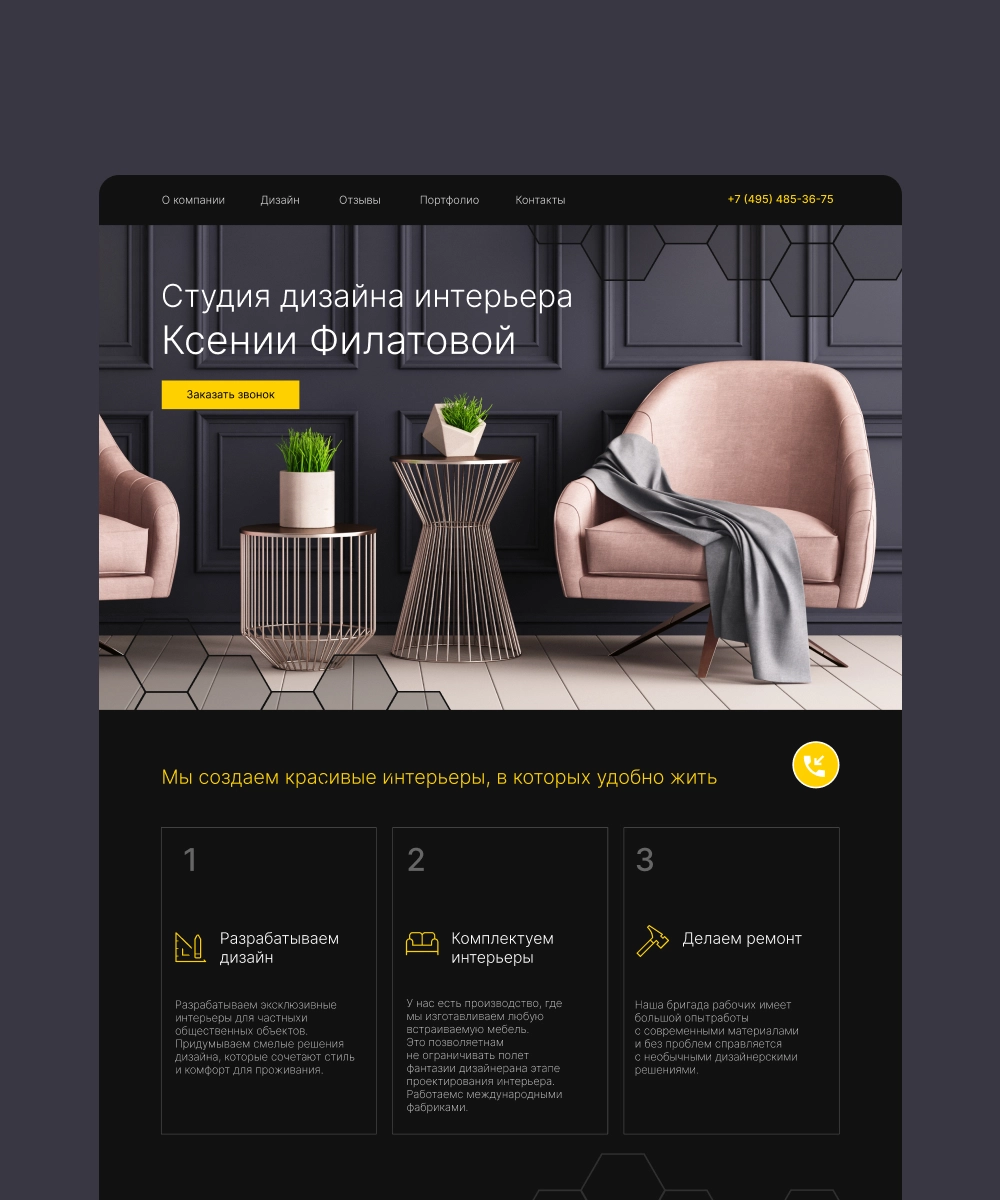 О компании Дизайн Отзывы Портфолио Контакты +7 (495) 485-36-75
Студия дизайна интерьера
Ксении Филатовой
Заказать звонок
Мы создаем красивые интерьеры, в которых удобно жить
1
Разрабатываем
дизайн
Разрабатываем эксклюзивные
интерьеры для частныхи
общественных объектов.
Придумываем смелые решения
дизайна, которые сочетают стиль
и комфорт для проживания.
2
Комплектуем
интерьеры
У нас есть производство, где
мы изготавливаем любую
встраиваемую мебель.
Это позволяетнам
не ограничивать полет
фантазии дизайнерана этапе
проектирования интерьера.
Работаемс международными
фабриками.
3
Делаем ремонт
Наша бригада рабочих имеет
большой опытработы
с современными материалами
и без проблем справляется
с необычными дизайнерскими
решениями.